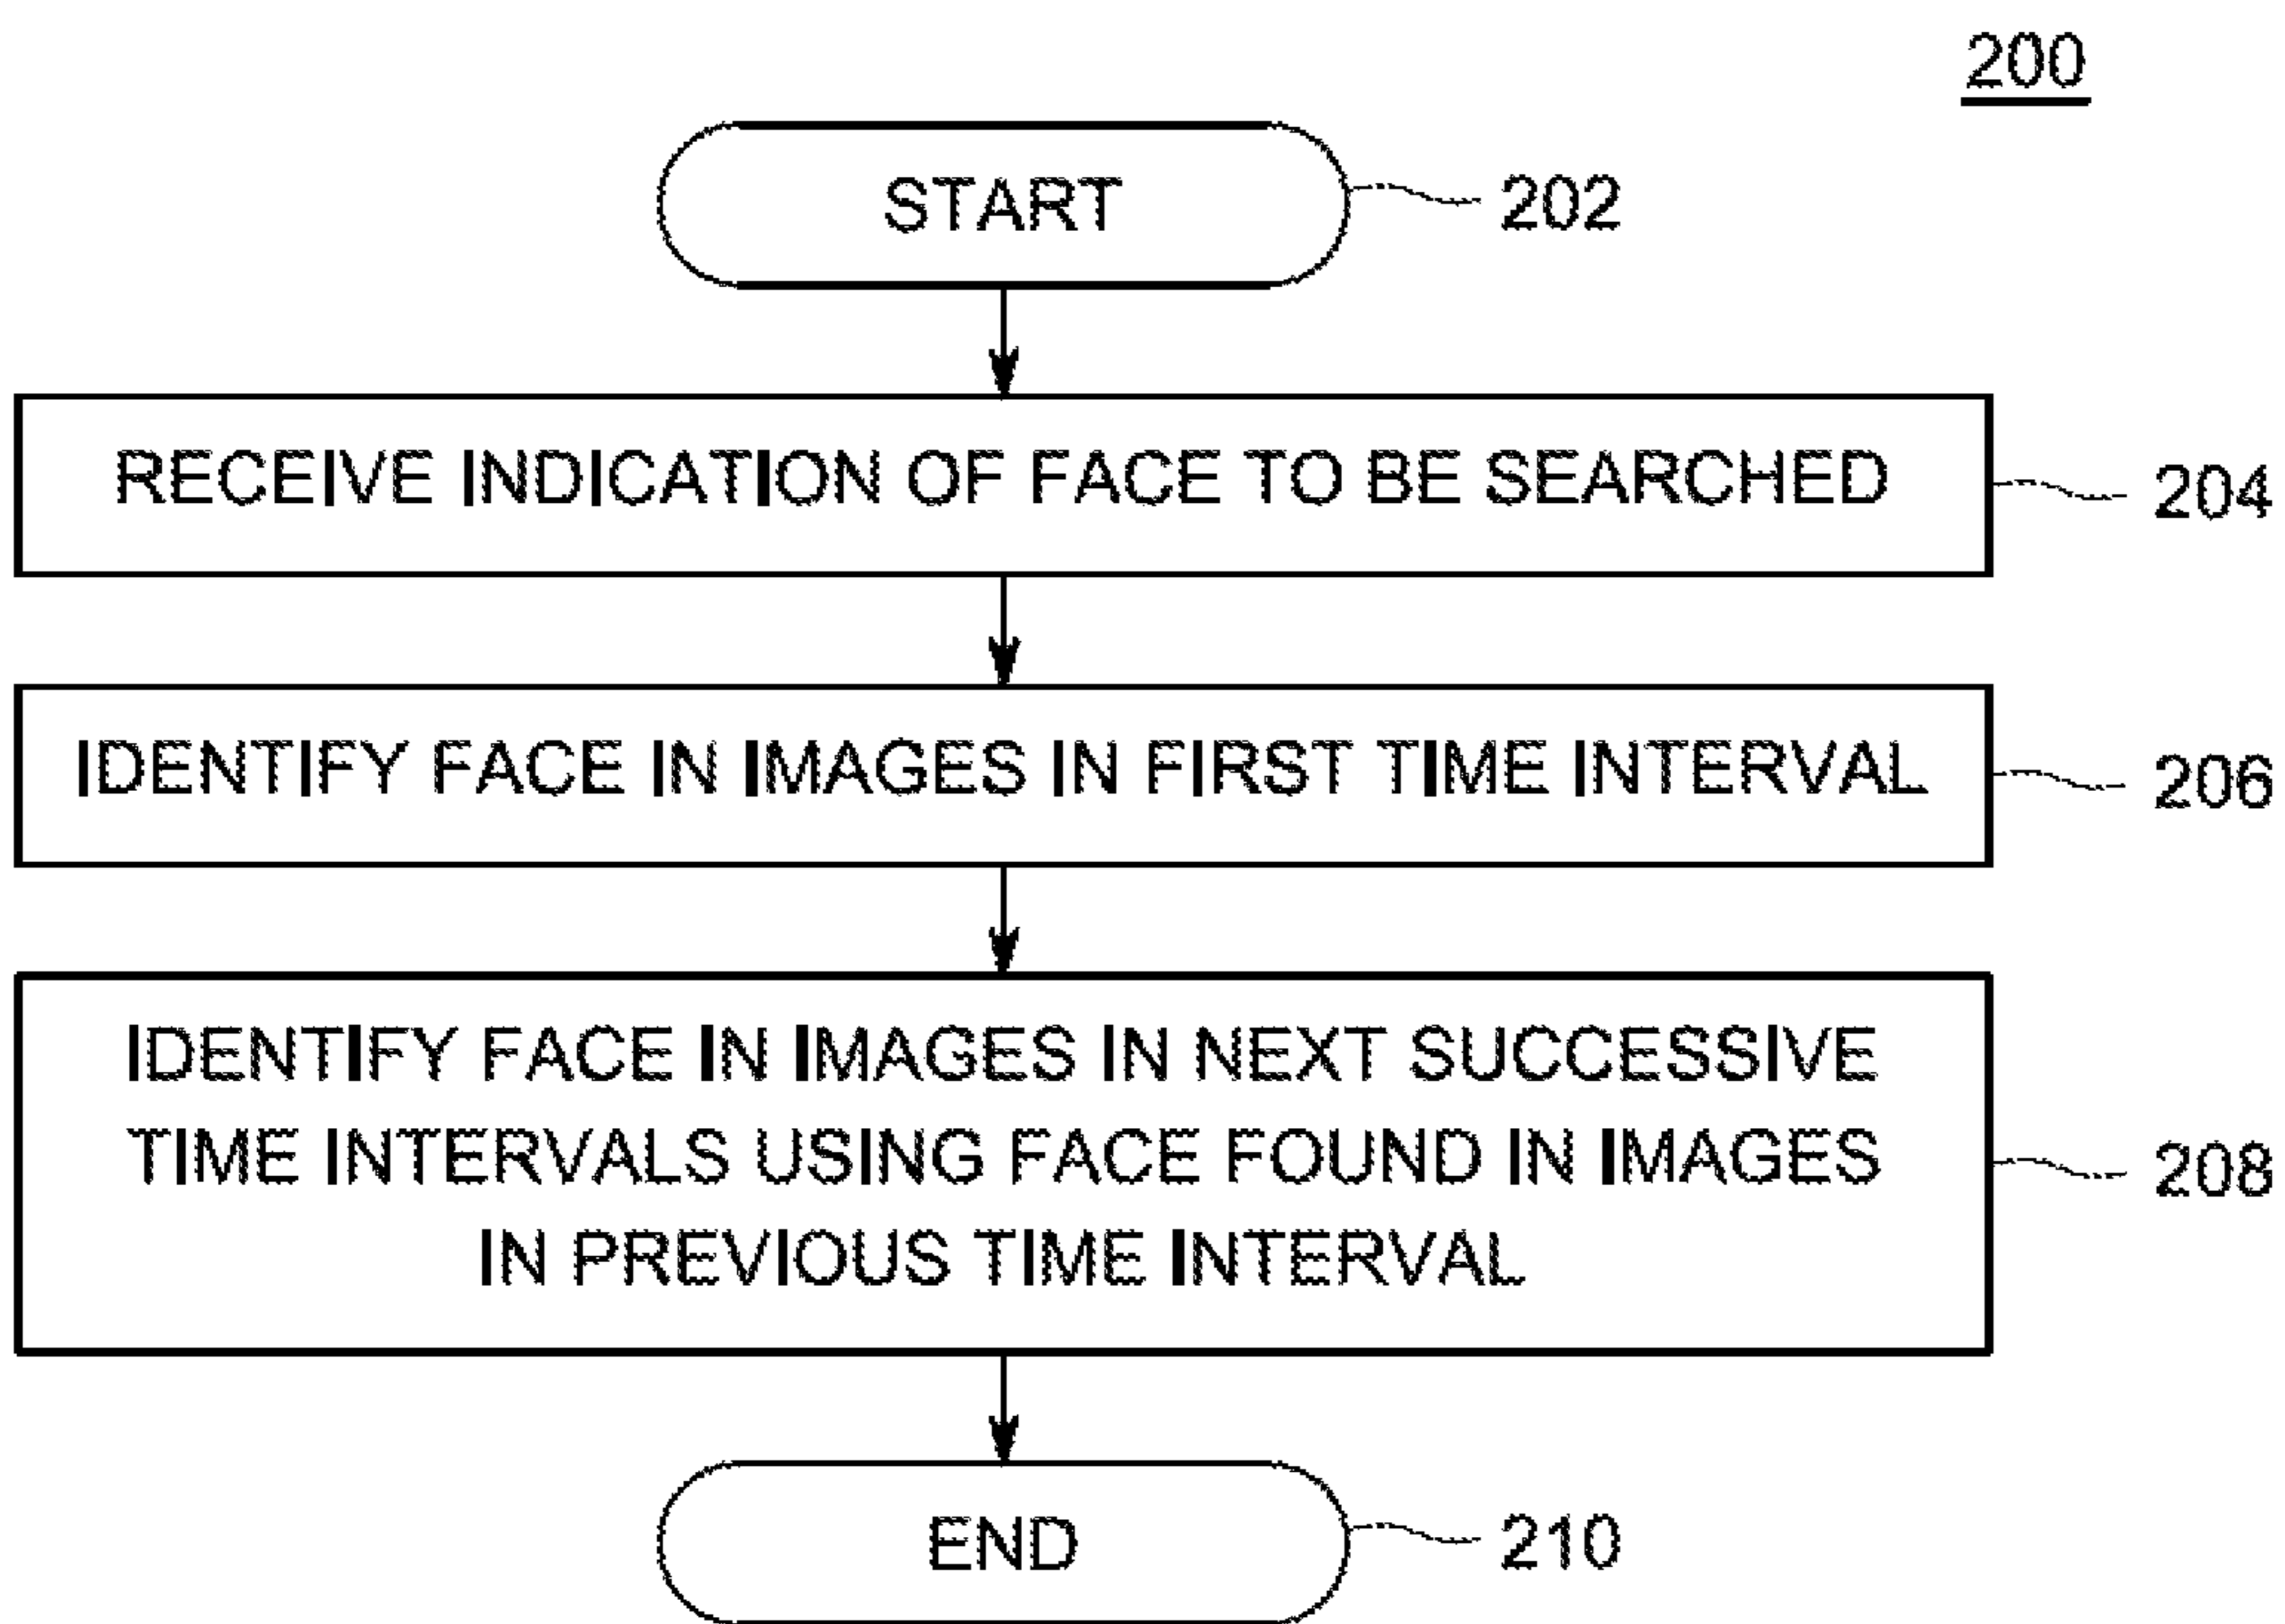 200
START
202
RECEIVE INDICATION OF FACE TO BE SEARCHED
204
IDENTIFY FACE IN IMAGES IN FIRST TIME INTERVAL
206
IDENTIFY FACE IN IMAGES IN NEXT SUCCESSIVE
TIME INTERVALS USING FACE FOUND IN IMAGES
IN PREVIOUS TIME INTERVAL
208
END
210